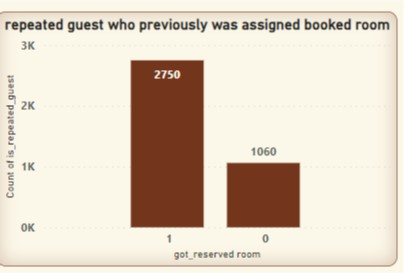 repeated guest who previously was assigned booked room
3K
2K
1K
0K
Count of is_repeated_guest
2750
1060
1
0
got_reserved room